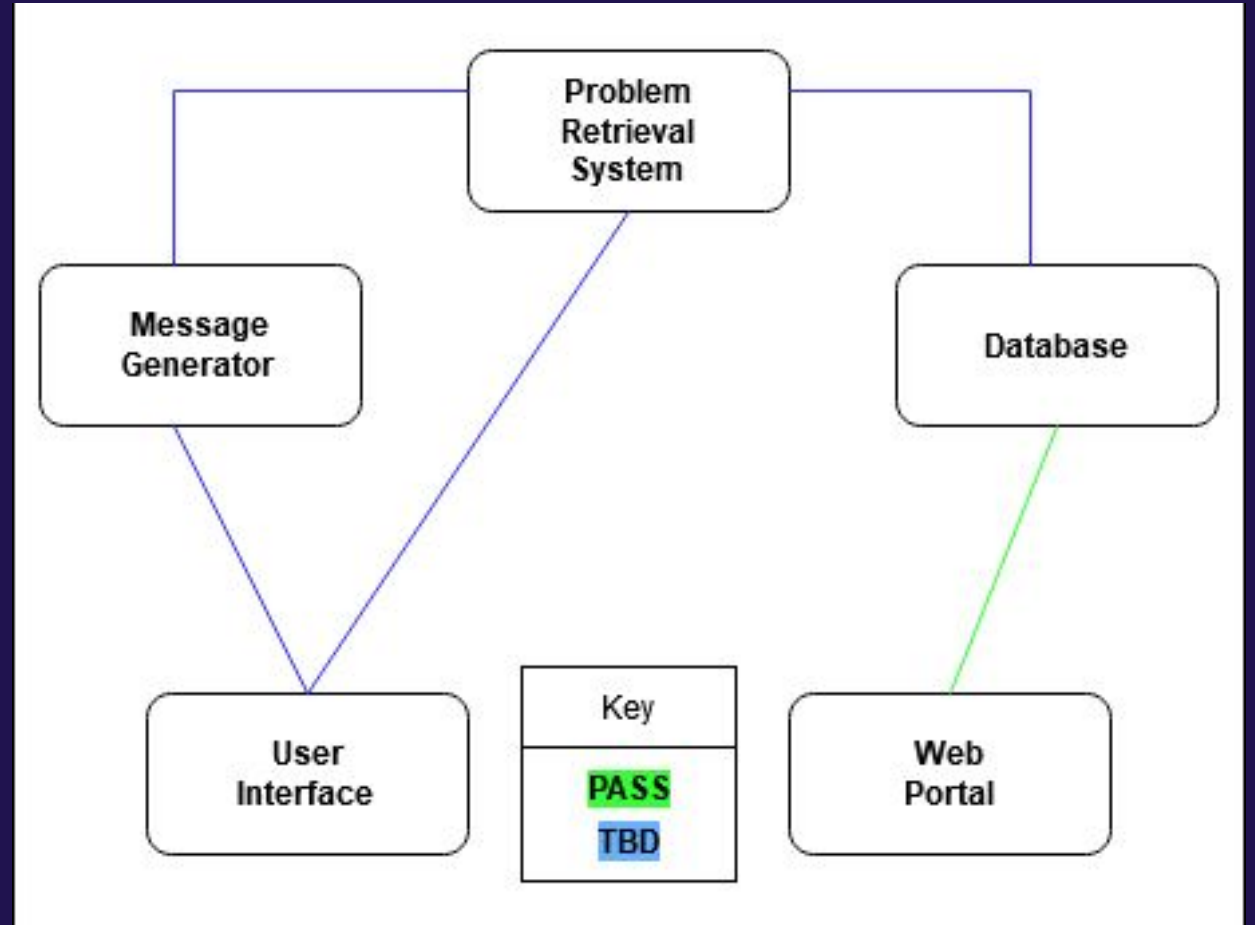 Problem
Retrieval
System
Message
Generator
Database
User
Interface
Key
PASS
TBD
Web
Portal